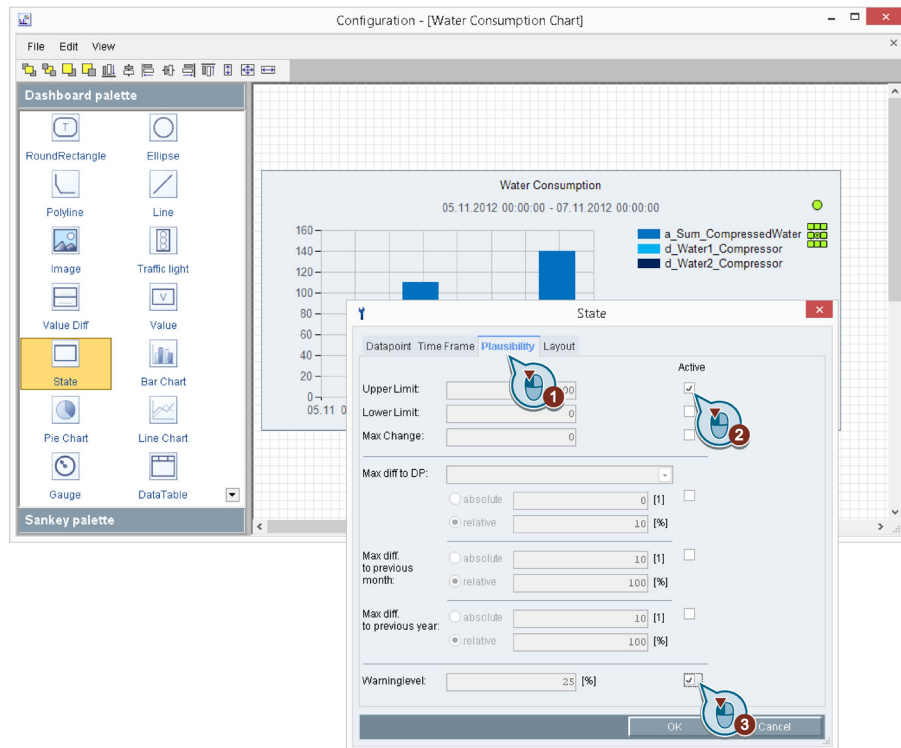 Configuration - [Water Consumption Chart]
File Edit View
Dashboard palette
RoundRectangle Ellipse
Polyline Line
Image Traffic light
Value Diff Value
State Bar Chart
Pie Chart Line Chart
Gauge DataTable
Sankey palette
T
V
Water Consumption
05.11.2012 00:00:00 - 07.11.2012 00:00:00
a_Sum_CompressedWater
d_Water1_Compressor
d_Water2_Compressor
160
140
120
100
80
60
40
20
0
05.11
State
Datapoint Time Frame Plausibility Layout
Active
Upper Limit:
Lower Limit: 0
Max Change: 0
Max diff to DP:
absolute 0 [1]
relative 10 [%]
Max diff. to previous month:
absolute 10 [1]
relative 100 [%]
Max diff. to previous year:
absolute 10 [1]
relative 100 [%]
Warninglevel: 25 [%]
OK Cancel
1
2
3